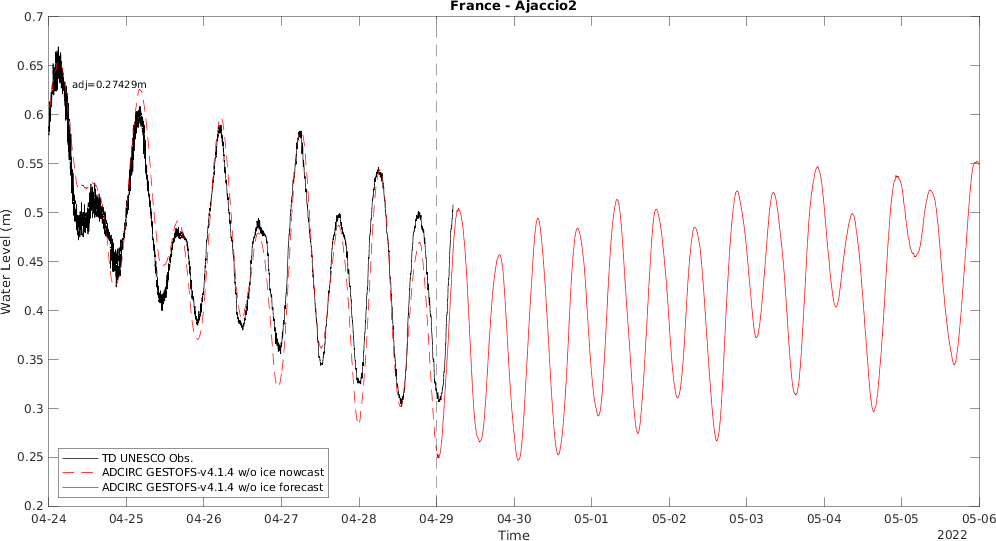 France - Ajaccio2
0.7
0.65
adj=0.27429m
0.6
0.55
0.5
0.45
0.4
0.35
0.3
0.25
0.2
Water Level (m)
TD UNESCO Obs.
ADCIRC GESTOFS-v4.1.4 w/o ice nowcast
ADCIRC GESTOFS-v4.1.4 w/o ice forecast
04-24 04-25 04-26 04-27 04-28 04-29 04-30 05-01 05-02 05-03 05-04 05-05 05-06
Time
2022